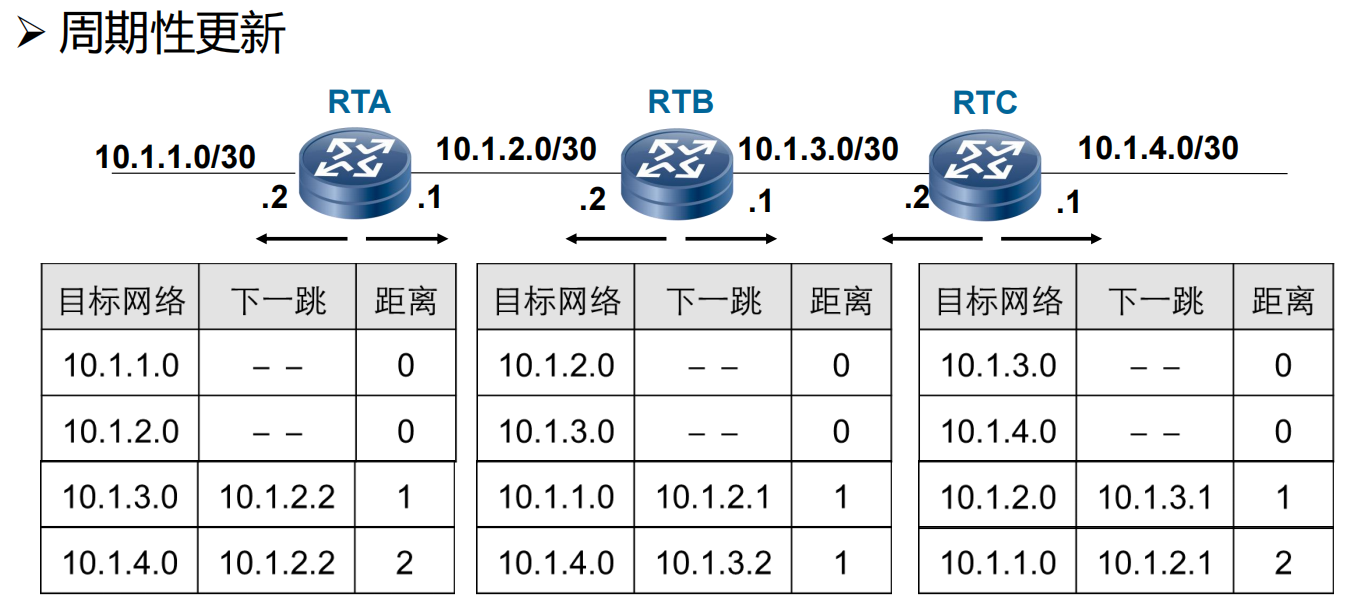 ➢ 周期性更新
RTA RTB RTC
10.1.1.0/30 10.1.2.0/30 10.1.3.0/30 10.1.4.0/30
.2 .1 .2 .1 .2 .1
目标网络 下一跳 距离 目标网络 下一跳 距离 目标网络 下一跳 距离
10.1.1.0 – – 0 10.1.2.0 – – 0 10.1.3.0 – – 0
10.1.2.0 – – 0 10.1.3.0 – – 0 10.1.4.0 – – 0
10.1.3.0 10.1.2.2 1 10.1.1.0 10.1.2.1 1 10.1.2.0 10.1.3.1 1
10.1.4.0 10.1.2.2 2 10.1.4.0 10.1.3.2 1 10.1.1.0 10.1.2.1 2